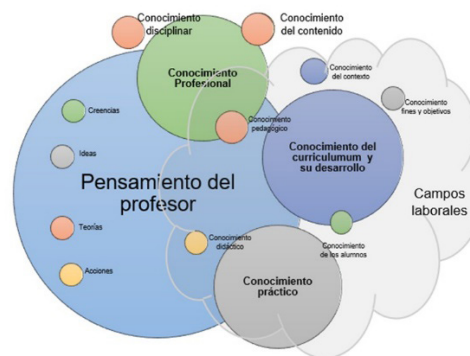 Conocimiento
disciplinar
Conocimiento
del contenido
Conocimiento
Profesional
Conocimiento
del contexto
Creencias
Conocimiento
fines y objetivos
Conocimiento
pedagógico
Ideas
Conocimiento del
curriculumum y
su desarrollo
Pensamiento del
profesor
Campos
laborales
Teorías
Conocimiento
didáctico
Conocimiento
de los alumnos
Acciones
Conocimiento
práctico